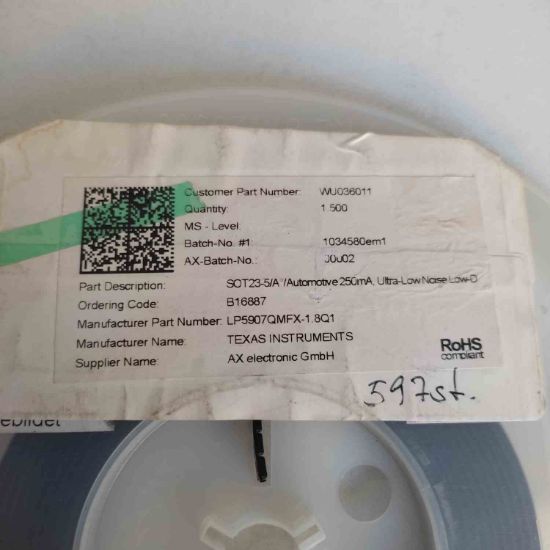 Customer Part Number: WU036011
Quantity: 1.500
MS - Level:
Batch-No. #1 1034580em1
AX-Batch-No.: 00u02
Part Description: SOT23-5/A /Automotive 250mA, Ultra-Low Noise Low-D
Ordering Code: B16887
Manufacturer Part Number: LP5907QMFX-1.8Q1
Manufacturer Name: TEXAS INSTRUMENTS
Supplier Name: AX electronic GmbH
RoHS
compliant
597st.
ebildet